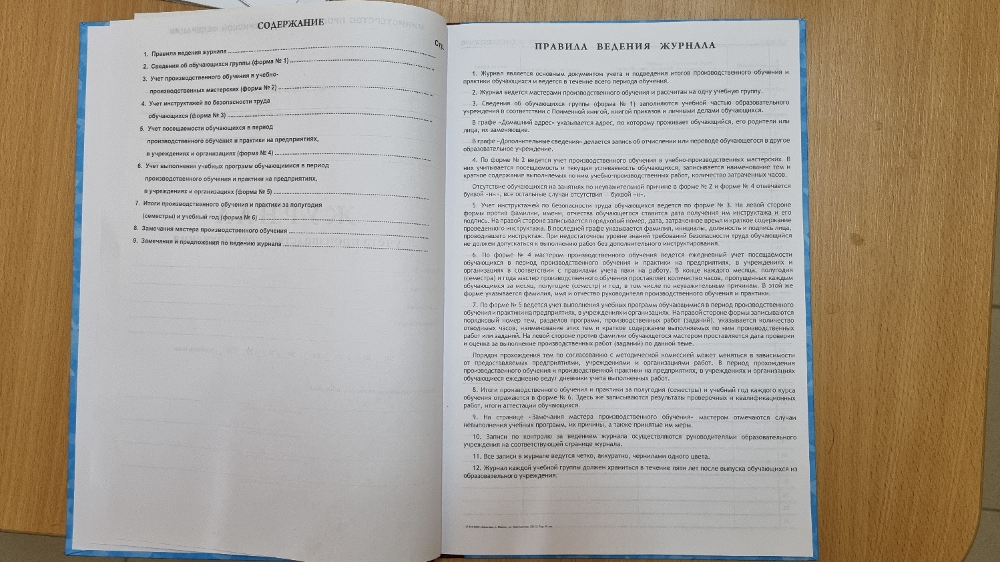 СОДЕРЖАНИЕ
Стр.
1. Правила ведения журнала
2. Сведения об обучающихся группы (форма № 1)
3. Учет производственного обучения в учебно-
производственных мастерских (форма № 2)
4. Учет инструктажей по безопасности труда
обучающихся (форма № 3)
5. Учет посещаемости обучающихся в период
производственного обучения и практики на предприятиях,
в учреждениях и организациях (форма № 4)
6. Учет выполнения учебных программ обучающимися в период
производственного обучения и практики на предприятиях,
в учреждениях и организациях (форма № 5)
7. Итоги производственного обучения и практики за полугодия
(семестры) и учебный год (форма № 6)
8. Замечания мастера производственного обучения
9. Замечания и предложения по ведению журнала
ПРАВИЛА ВЕДЕНИЯ ЖУРНАЛА
1. Журнал является основным документом учета и подведения итогов производственного обучения и
практики обучающихся и ведется в течение всего периода обучения.
2. Журнал ведется мастерами производственного обучения и рассчитан на одну учебную группу.
3. Сведения об обучающихся группы (форма № 1) заполняются учебной частью образовательного
учреждения в соответствии с Поименной книгой, книгой приказов и личными делами обучающихся.
В графе «Домашний адрес» указывается адрес, по которому проживает обучающийся, его родители или
лица, их заменяющие.
В графе «Дополнительные сведения» делается запись об отчислении или переводе обучающегося в другое
образовательное учреждение.
4. По форме № 2 ведется учет производственного обучения в учебно-производственных мастерских. В
них учитывается посещаемость и текущая успеваемость обучающихся, записывается наименование тем и
краткое содержание выполняемых по ним учебно-производственных работ, количество затраченных часов.
Отсутствие обучающихся на занятиях по неуважительной причине в форме № 2 и форме № 4 отмечается
буквой «нн», все остальные случаи отсутствия — буквой «н».
5. Учет инструктажей по безопасности труда обучающихся ведется по форме № 3. На левой стороне
формы против фамилии, имени, отчества обучающегося ставится дата получения им инструктажа и его
подпись. На правой стороне записывается порядковый номер, дата, затраченное время и краткое содержание
проведенного инструктажа. В последней графе указывается фамилия, инициалы, должность и подпись лица,
проводившего инструктаж. При недостаточном уровне знаний требований безопасности труда обучающийся
не должен допускаться к выполнению работ без дополнительного инструктирования.
6. По форме № 4 мастером производственного обучения ведется ежедневный учет посещаемости
обучающихся в период производственного обучения и практики на предприятиях, в учреждениях и
организациях в соответствии с правилами учета явки на работу. В конце каждого месяца, полугодия
(семестра) и года мастер производственного обучения проставляет количество часов, пропущенных каждым
обучающимся за месяц, полугодие (семестр) и год, в том числе по неуважительным причинам. В этой же
форме указывается фамилия, имя и отчество руководителя производственного обучения и практики.
7. По форме № 5 ведется учет выполнения учебных программ обучающимися в период производственного
обучения и практики на предприятиях, в учреждениях и организациях. На правой стороне формы записываются
порядковый номер тем, разделов программ, производственных работ (заданий), указывается количество
отводимых часов, наименование этих тем и краткое содержание выполняемых по ним производственных
работ или заданий. На левой стороне против фамилии обучающегося мастером проставляется дата проверки
и оценка за выполнение производственных работ (заданий) по данной теме.
Порядок прохождения тем по согласованию с методической комиссией может меняться в зависимости
от предоставляемых предприятиями, учреждениями и организациями работ. В период прохождения
производственного обучения и производственной практики на предприятиях, в учреждениях и организациях
обучающиеся ежедневно ведут дневники учета выполненных работ.
8. Итоги производственного обучения и практики за полугодия (семестры) и учебный год каждого курса
обучения отражаются в форме № 6. Здесь же записываются результаты проверочных и квалификационных
работ, итоги аттестации обучающихся.
9. На странице «Замечания мастера производственного обучения» мастером отмечаются случаи
невыполнения учебных программ, их причины, а также принятые им меры.
10. Записи по контролю за ведением журнала осуществляются руководителями образовательного
учреждения на соответствующей странице журнала.
11. Все записи в журнале ведутся четко, аккуратно, чернилами одного цвета.
12. Журнал каждой учебной группы должен храниться в течение пяти лет после выпуска обучающихся из
образовательного учреждения.